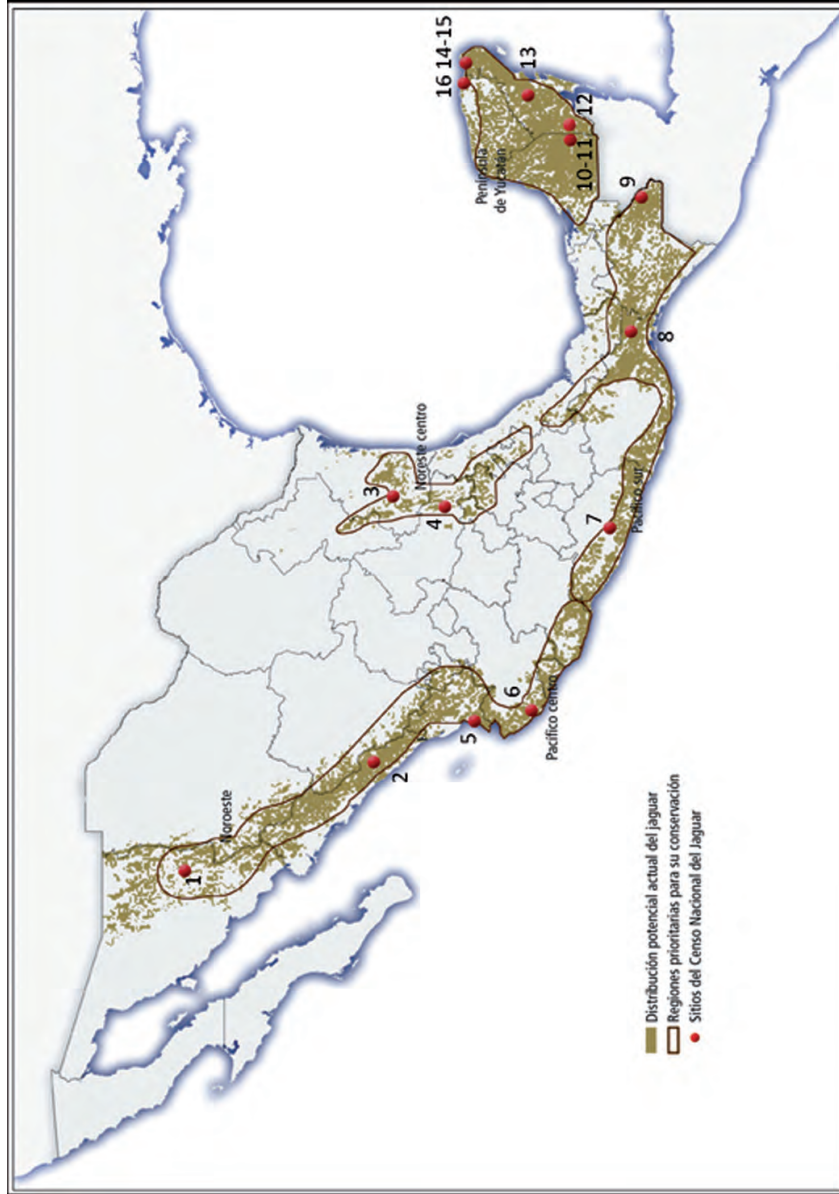 1
Noroeste
2
3
Noreste centro
4
5
6
Pacífico centro
7
Pacífico sur
8
9
10-11
12
13
16 14-15
Península
de Yucatán
Distribución potencial actual del jaguar
Regiones prioritarias para su conservación
Sitios del Censo Nacional del Jaguar